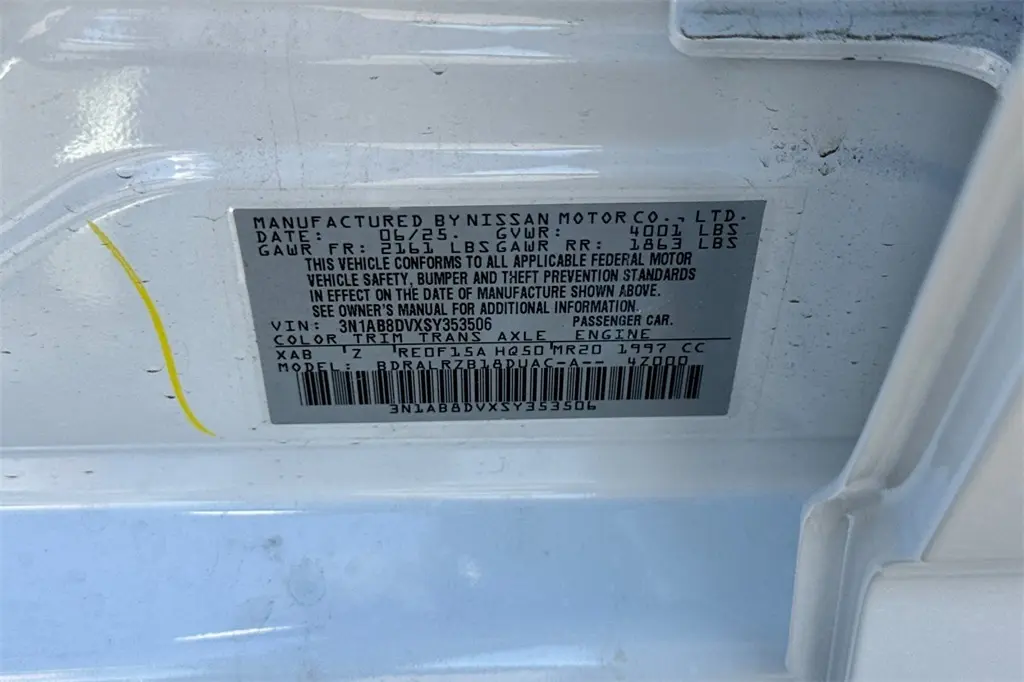 MANUFACTURED BY NISSAN MOTOR CO., LTD.
DATE: 06/25. GVWR: 4001 LBS
GAWR FR: 2161 LBS GAWR RR: 1863 LBS
THIS VEHICLE CONFORMS TO ALL APPLICABLE FEDERAL MOTOR
VEHICLE SAFETY, BUMPER AND THEFT PREVENTION STANDARDS
IN EFFECT ON THE DATE OF MANUFACTURE SHOWN ABOVE.
SEE OWNER'S MANUAL FOR ADDITIONAL INFORMATION.
VIN: 3N1AB8DVXSY353506 PASSENGER CAR.
COLOR TRIM TRANS AXLE ENGINE
XAB Z RE0F15A HQ50 MR20 1997 CC
MODEL: BDRALRZB18DUAC-A-- 4Z000
3N1AB8DVXSY353506